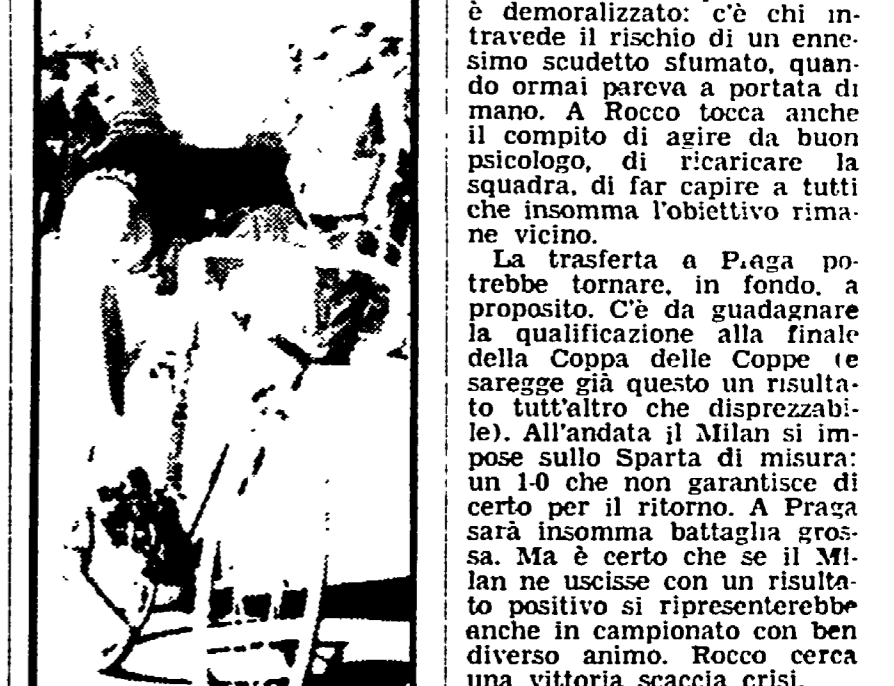 è demoralizzato: c'è chi in-
travede il rischio di un enne-
simo scudetto sfumato, quan-
do ormai pareva a portata di
mano. A Rocco tocca anche
il compito di agire da buon
psicologo, di ricaricare la
squadra, di far capire a tutti
che insomma l'obiettivo rima-
ne vicino.
La trasferta a Praga po-
trebbe tornare, in fondo, a
proposito. C'è da guadagnare
la qualificazione alla finale
della Coppa delle Coppe (e
saregge già questo un risulta-
to tutt'altro che disprezzabi-
le). All'andata il Milan si im-
pose sullo Sparta di misura:
un 1-0 che non garantisce di
certo per il ritorno. A Praga
sarà insomma battaglia gros-
sa. Ma è certo che se il Mi-
lan ne uscisse con un risulta-
to positivo si ripresenterebbe
anche in campionato con ben
diverso animo. Rocco cerca
una vittoria scaccia crisi.